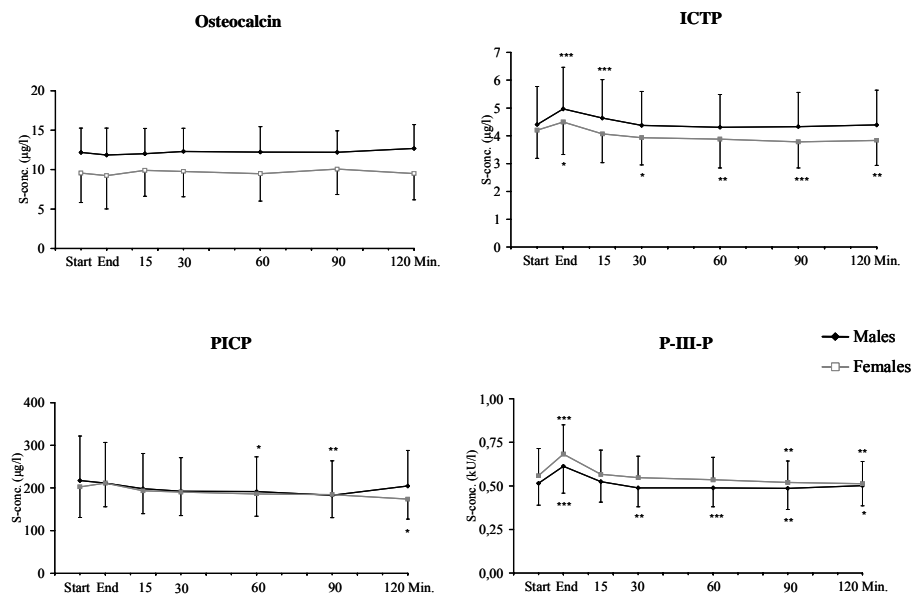 Osteocalcin
S-conc. (µg/l)
20
15
10
5
0
Start End 15 30 60 90 120 Min.
ICTP
S-conc. (µg/l)
7
6
5
4
3
2
1
0
*** ***
* * ** *** **
Start End 15 30 60 90 120 Min.
PICP
S-conc. (µg/l)
400
300
200
100
0
* **
*
Start End 15 30 60 90 120 Min.
P-III-P
Males
Females
S-conc. (kU/l)
1,00
0,75
0,50
0,25
0,00
*** ** **
*** ** *** ** *
Start End 15 30 60 90 120 Min.